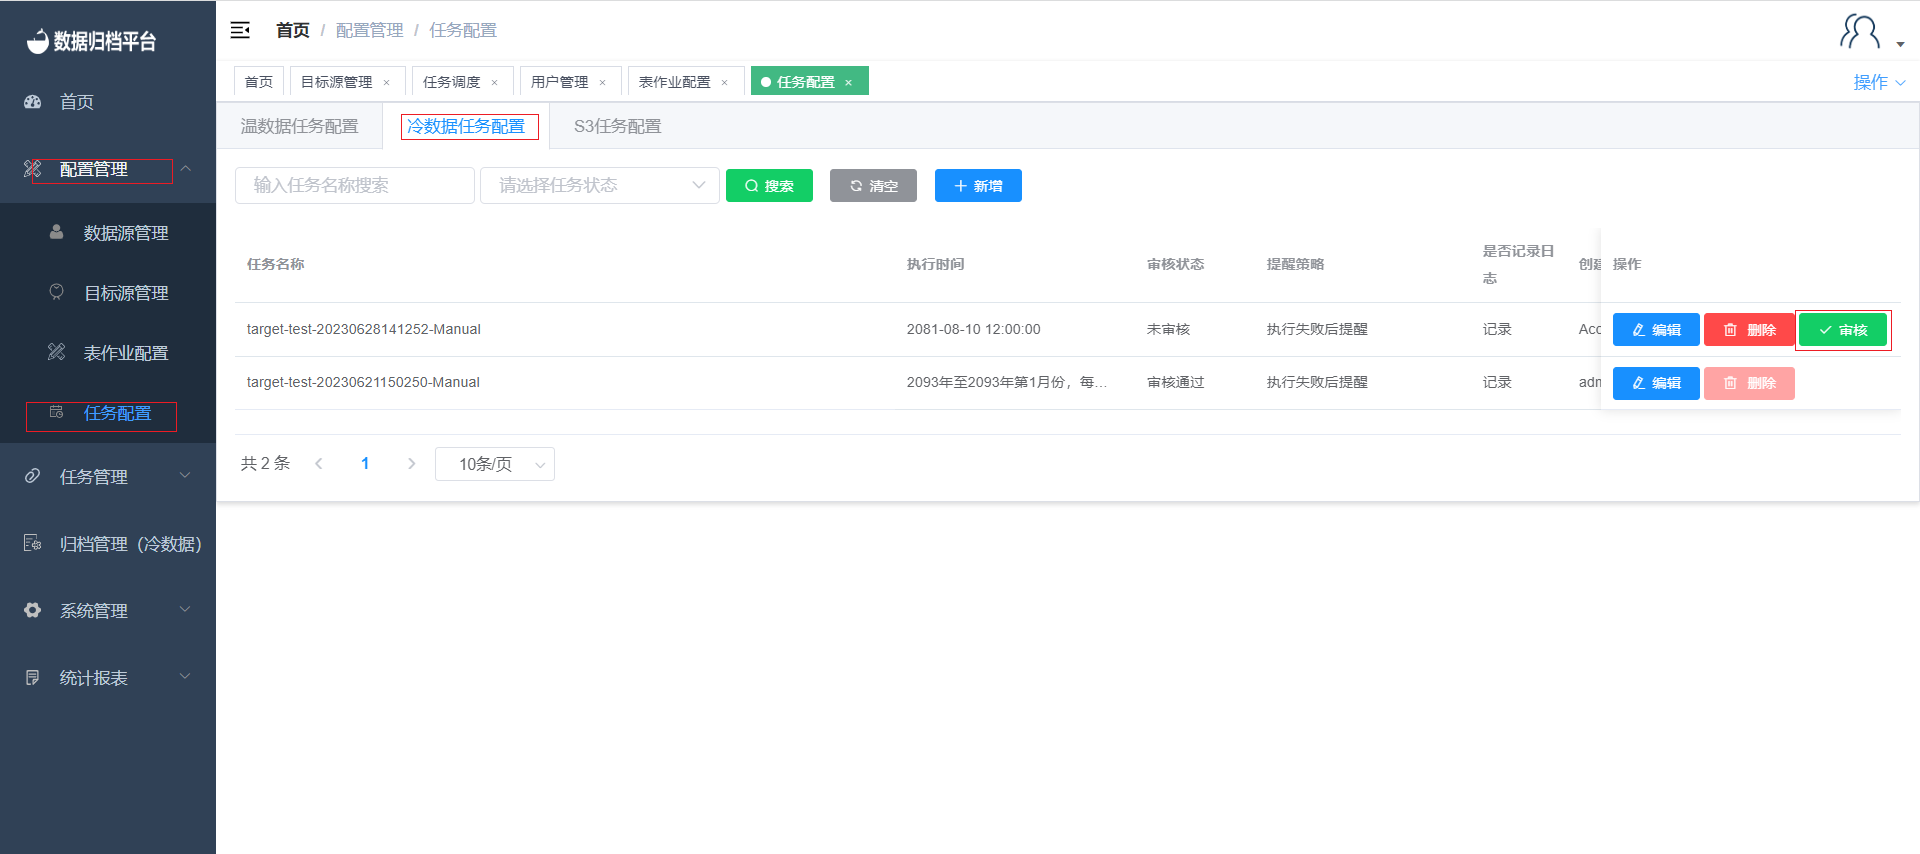 数据归档平台
首页
配置管理
数据源管理
目标源管理
表作业配置
任务配置
任务管理
归档管理（冷数据）
系统管理
统计报表
首页 / 配置管理 / 任务配置
首页 目标源管理 × 任务调度 × 用户管理 × 表作业配置 × 任务配置 × 操作
温数据任务配置 冷数据任务配置 S3任务配置
输入任务名称搜索 请选择任务状态 搜索 清空 新增
任务名称 执行时间 审核状态 提醒策略 是否记录日志 创建 操作
target-test-20230628141252-Manual 2081-08-10 12:00:00 未审核 执行失败后提醒 记录 Acc 编辑 删除 审核
target-test-20230621150250-Manual 2093年至2093年第1月份，每... 审核通过 执行失败后提醒 记录 adm 编辑 删除
共 2 条 1 10条/页